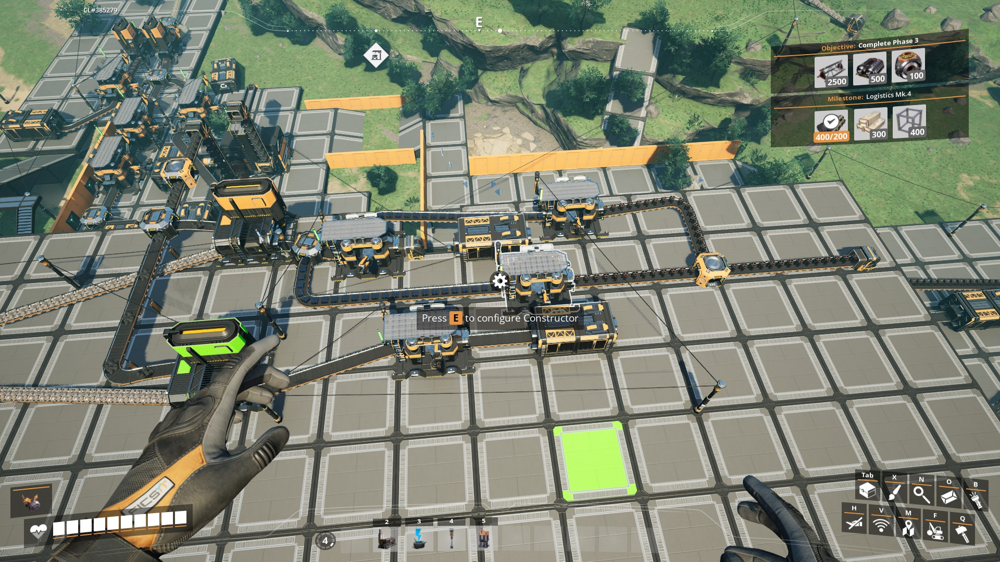 CL#385279
E
Objective: Complete Phase 3
2500
500
100
Milestone: Logistics Mk.4
400/200
300
400
Press E to configure Constructor
FICSIT
Tab
X
N
O
B
H
V
M
F
Q
2
3
4
5
4